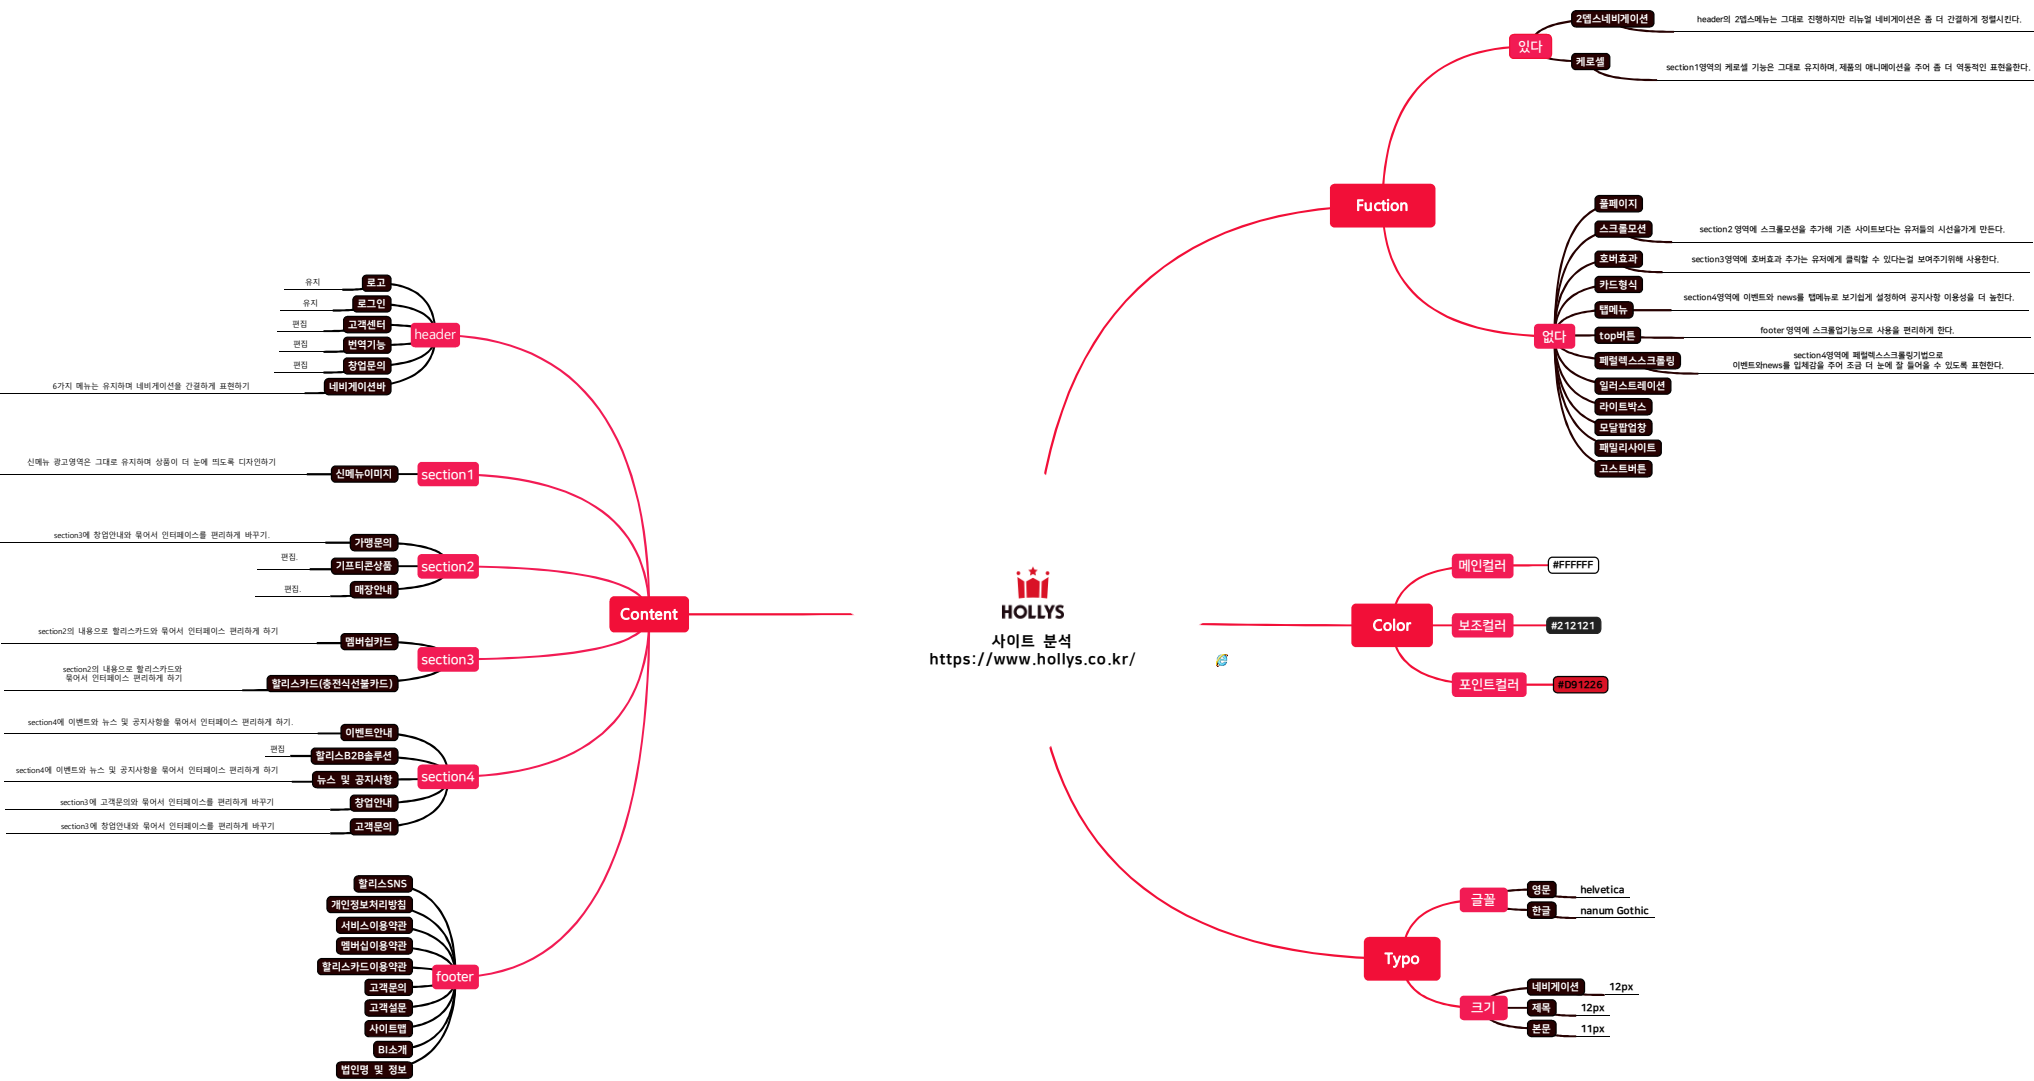 HOLLYS
사이트 분석
https://www.hollys.co.kr/
Fuction
있다
2뎁스네비게이션
header의 2뎁스메뉴는 그대로 진행하지만 리뉴얼 네비게이션은 좀 더 간결하게 정렬시킨다.
케로셀
section1영역의 케로셀 기능은 그대로 유지하며, 제품의 애니메이션을 주어 좀 더 역동적인 표현을한다.
없다
풀페이지
스크롤모션
section2 영역에 스크롤모션을 추가해 기존 사이트보다는 유저들의 시선을가게 만든다.
호버효과
section3영역에 호버효과 추가는 유저에게 클릭할 수 있다는걸 보여주기위해 사용한다.
카드형식
탭메뉴
section4영역에 이벤트와 news를 탭메뉴로 보기쉽게 설정하여 공지사항 이용성을 더 높힌다.
top버튼
footer 영역에 스크롤업기능으로 사용을 편리하게 한다.
페럴렉스스크롤링
section4영역에 페럴렉스스크롤링기법으로
이벤트와news를 입체감을 주어 조금 더 눈에 잘 들어올 수 있도록 표현한다.
일러스트레이션
라이트박스
모달팝업창
패밀리사이트
고스트버튼
Color
메인컬러
#FFFFFF
보조컬러
#212121
포인트컬러
#D91226
Typo
글꼴
영문
helvetica
한글
nanum Gothic
크기
네비게이션
12px
제목
12px
본문
11px
Content
header
로고
유지
로그인
유지
고객센터
편집
번역기능
편집
창업문의
편집
네비게이션바
6가지 메뉴는 유지하며 네비게이션을 간결하게 표현하기
section1
신메뉴이미지
신메뉴 광고영역은 그대로 유지하며 상품이 더 눈에 띄도록 디자인하기
section2
가맹문의
section3에 창업안내와 묶어서 인터페이스를 편리하게 바꾸기.
기프티콘상품
편집.
매장안내
편집.
section3
멤버쉽카드
section2의 내용으로 할리스카드와 묶어서 인터페이스 편리하게 하기
할리스카드(충전식선불카드)
section2의 내용으로 할리스카드와
묶어서 인터페이스 편리하게 하기
section4
이벤트안내
section4에 이벤트와 뉴스 및 공지사항을 묶어서 인터페이스 편리하게 하기.
할리스B2B솔루션
편집
뉴스 및 공지사항
section4에 이벤트와 뉴스 및 공지사항을 묶어서 인터페이스 편리하게 하기
창업안내
section3에 고객문의와 묶어서 인터페이스를 편리하게 바꾸기
고객문의
section3에 창업안내와 묶어서 인터페이스를 편리하게 바꾸기
footer
할리스SNS
개인정보처리방침
서비스이용약관
멤버십이용약관
할리스카드이용약관
고객문의
고객설문
사이트맵
BI소개
법인명 및 정보